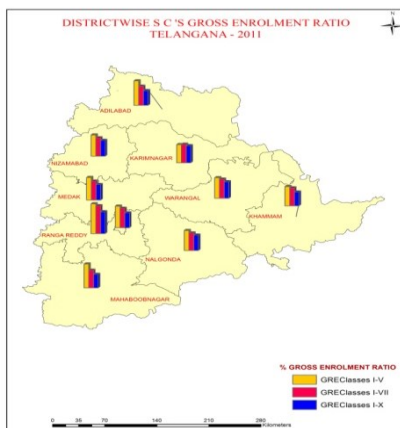 DISTRICTWISE S C 'S GROSS ENROLMENT RATIO
TELANGANA - 2011
N
ADILABAD
NIZAMABAD
KARIMNAGAR
MEDAK
WARANGAL
KHAMMAM
RANGA REDDY
NALGONDA
MAHABOOBNAGAR
% GROSS ENROLMENT RATIO
GREClasses I-V
GREClasses I-VII
GREClasses I-X
0 35 70 140 210 280
Kilometers